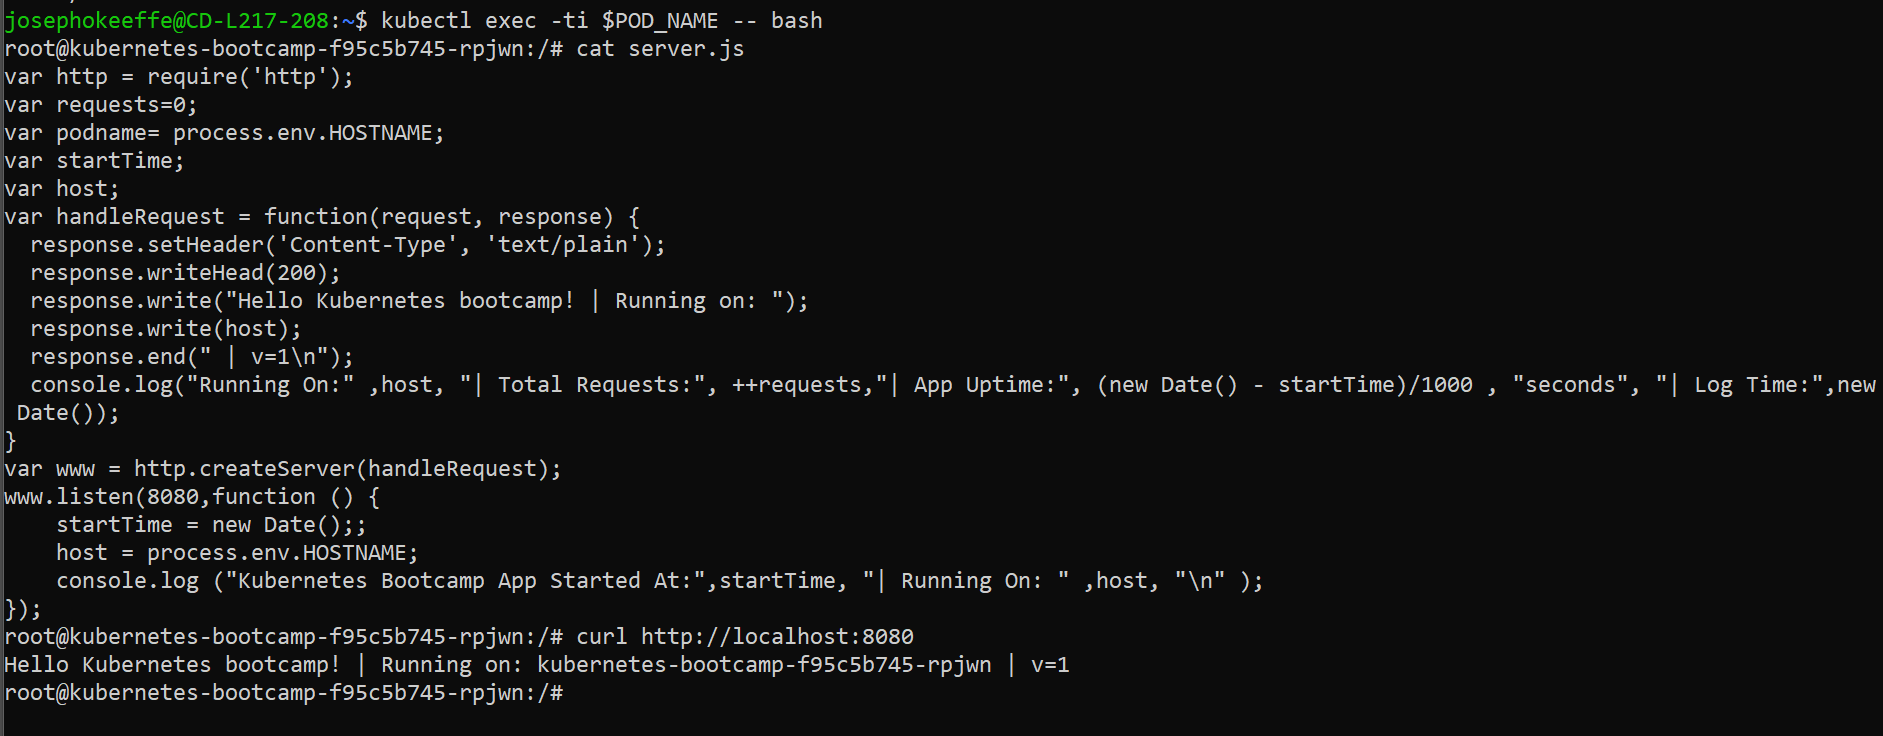 josephokeeffe@CD-L217-208:~$ kubectl exec -ti $POD_NAME -- bash
root@kubernetes-bootcamp-f95c5b745-rpjwn:/# cat server.js
var http = require('http');
var requests=0;
var podname= process.env.HOSTNAME;
var startTime;
var host;
var handleRequest = function(request, response) {
  response.setHeader('Content-Type', 'text/plain');
  response.writeHead(200);
  response.write("Hello Kubernetes bootcamp! | Running on: ");
  response.write(host);
  response.end(" | v=1\n");
  console.log("Running On:" ,host, "| Total Requests:", ++requests,"| App Uptime:", (new Date() - startTime)/1000 , "seconds", "| Log Time:",new
 Date());
}
var www = http.createServer(handleRequest);
www.listen(8080,function () {
    startTime = new Date();;
    host = process.env.HOSTNAME;
    console.log ("Kubernetes Bootcamp App Started At:",startTime, "| Running On: " ,host, "\n" );
});
root@kubernetes-bootcamp-f95c5b745-rpjwn:/# curl http://localhost:8080
Hello Kubernetes bootcamp! | Running on: kubernetes-bootcamp-f95c5b745-rpjwn | v=1
root@kubernetes-bootcamp-f95c5b745-rpjwn:/#